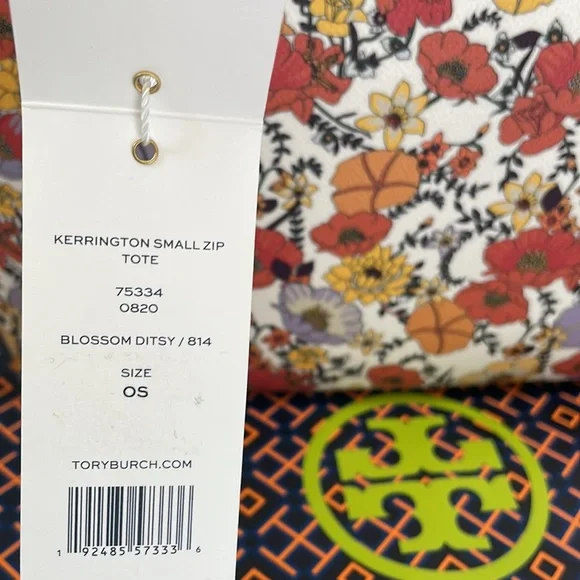 KERRINGTON SMALL ZIP
TOTE
75334
0820
BLOSSOM DITSY / 814
SIZE
OS
TORYBURCH.COM
1 92485 57333 6